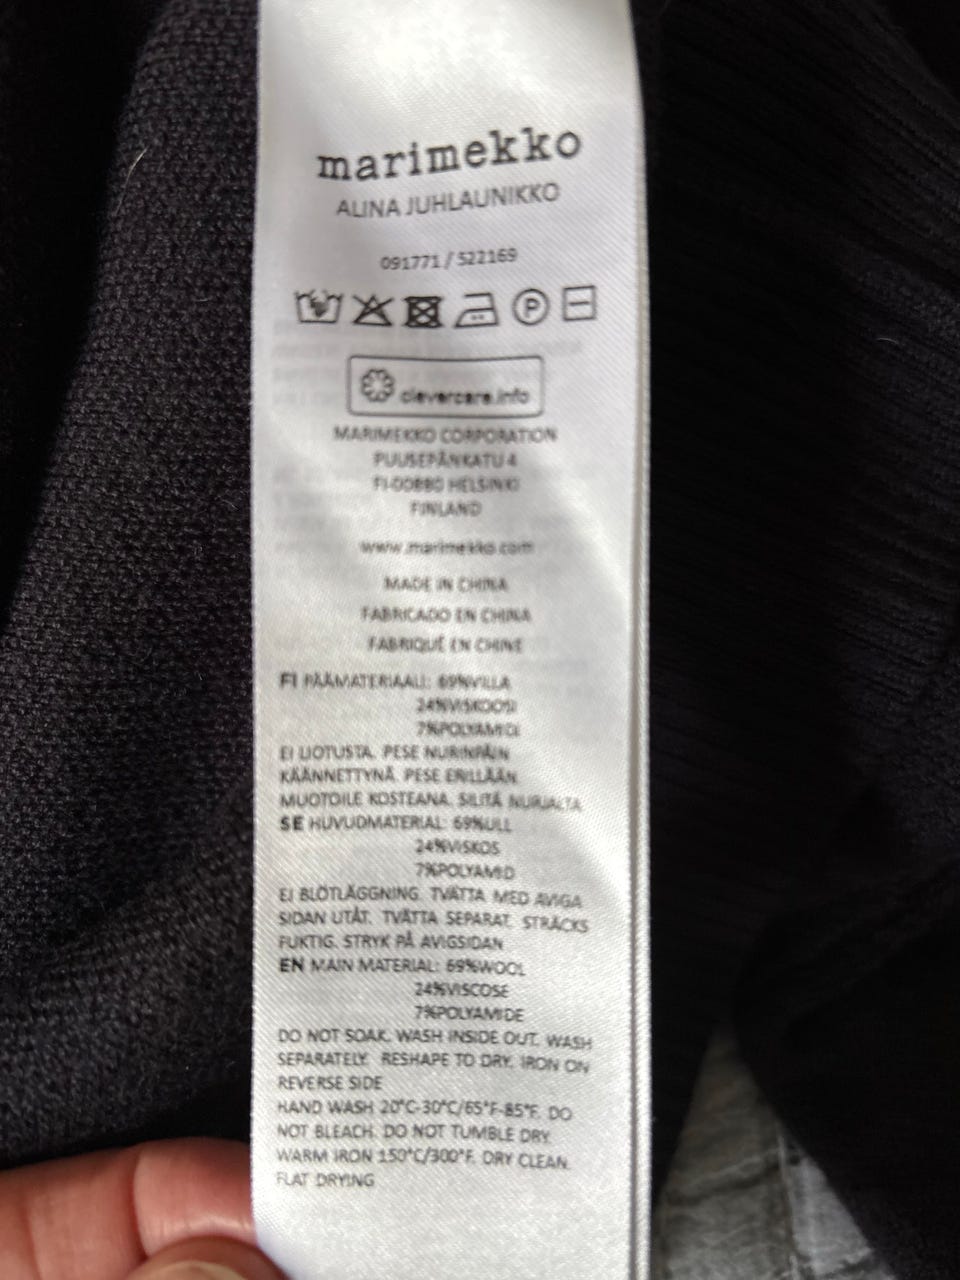 marimekko
ALINA JUHLAUNIKKO
091771 / 522169
P
clevercare.info
MARIMEKKO CORPORATION
PUUSEPÄNKATU 4
FI-00880 HELSINKI
FINLAND
www.marimekko.com
MADE IN CHINA
FABRICADO EN CHINA
FABRIQUÉ EN CHINE
FI PÄÄMATERIAALI: 69%VILLA
24%VISKOOSI
7%POLYAMIDI
EI LIOTUSTA. PESE NURINPÄIN
KÄÄNNETTYNÄ. PESE ERILLÄÄN.
MUOTOILE KOSTEANA. SILITÄ NURJALTA
SE HUVUDMATERIAL: 69%ULL
24%VISKOS
7%POLYAMID
EJ BLÖTLÄGGNING. TVÄTTA MED AVIGA
SIDAN UTÅT. TVÄTTA SEPARAT. STRÄCKS
FUKTIG. STRYK PÅ AVIGSIDAN
EN MAIN MATERIAL: 69%WOOL
24%VISCOSE
7%POLYAMIDE
DO NOT SOAK. WASH INSIDE OUT. WASH
SEPARATELY. RESHAPE TO DRY. IRON ON
REVERSE SIDE
HAND WASH 20°C-30°C/65°F-85°F. DO
NOT BLEACH. DO NOT TUMBLE DRY.
WARM IRON 150°C/300°F. DRY CLEAN.
FLAT DRYING